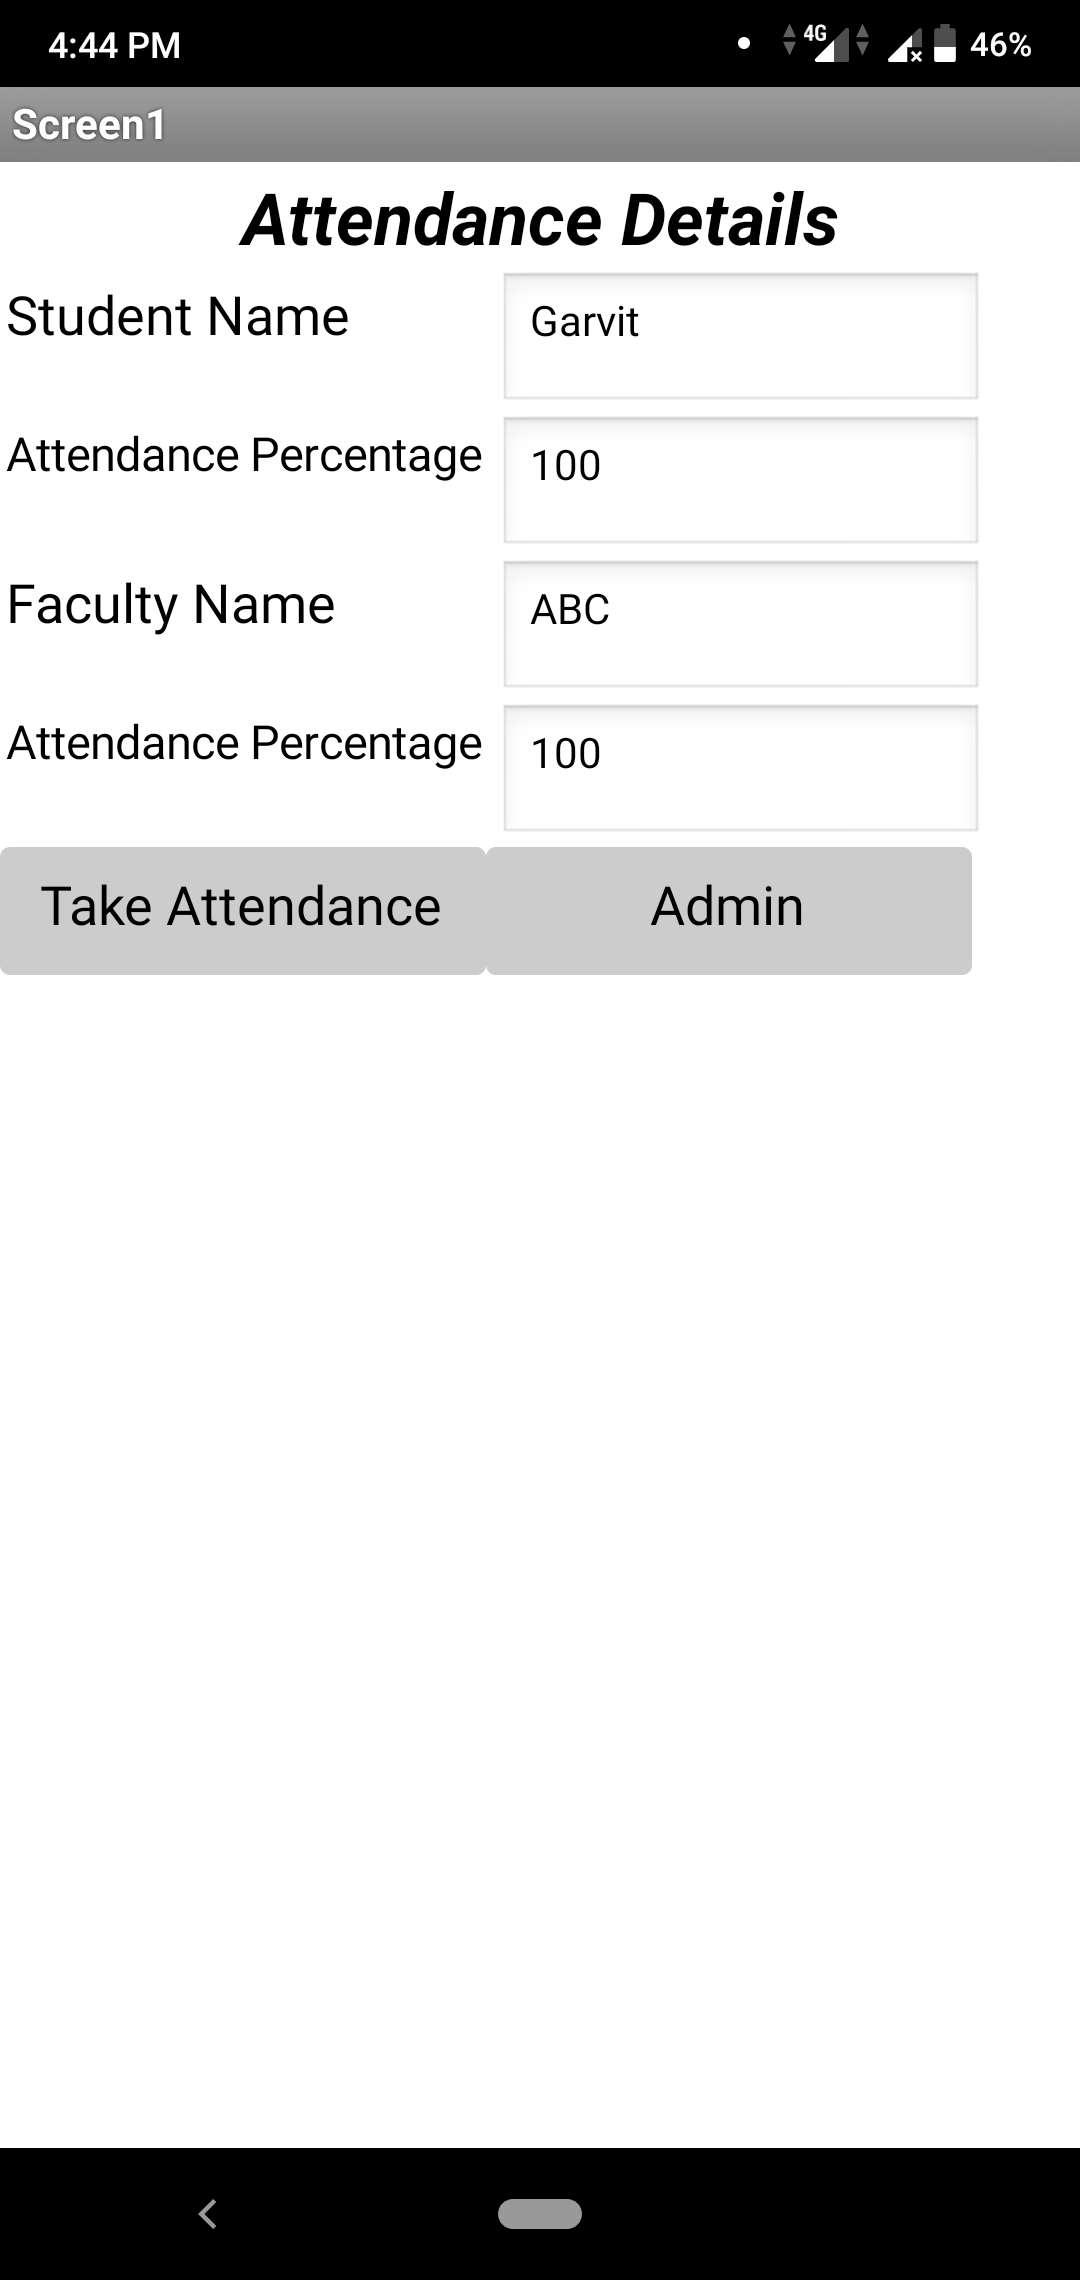 4:44 PM 4G 46%
Screen1
Attendance Details
Student Name Garvit
Attendance Percentage 100
Faculty Name ABC
Attendance Percentage 100
Take Attendance Admin